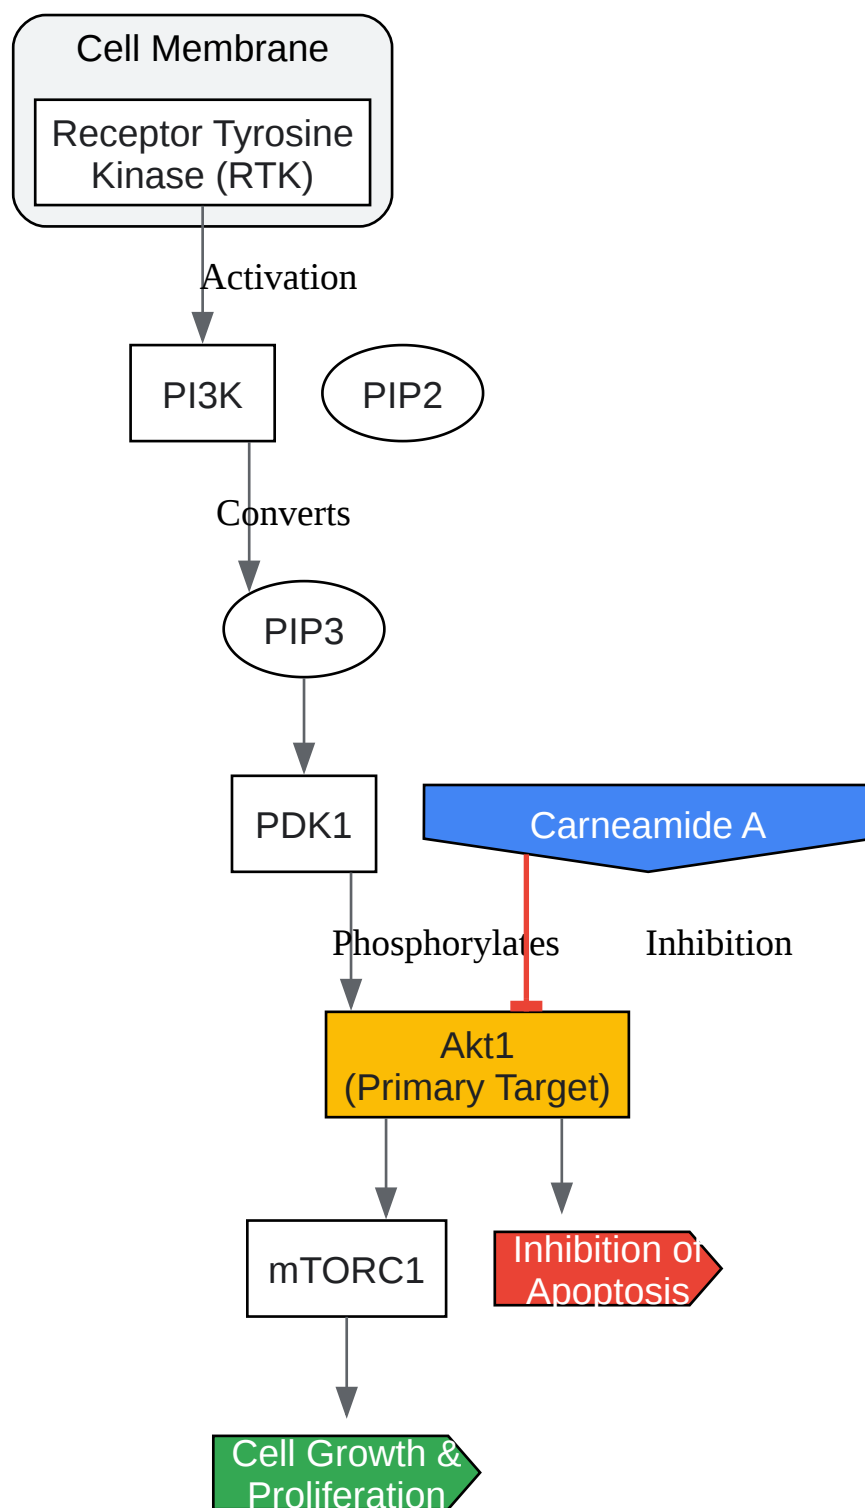 Cell Membrane
Receptor Tyrosine
Kinase (RTK)
Activation
PI3K
PIP2
Converts
PIP3
PDK1
Carneamide A
Phosphorylates
Inhibition
Akt1
(Primary Target)
mTORC1
Inhibition of
Apoptosis
Cell Growth &
Proliferation